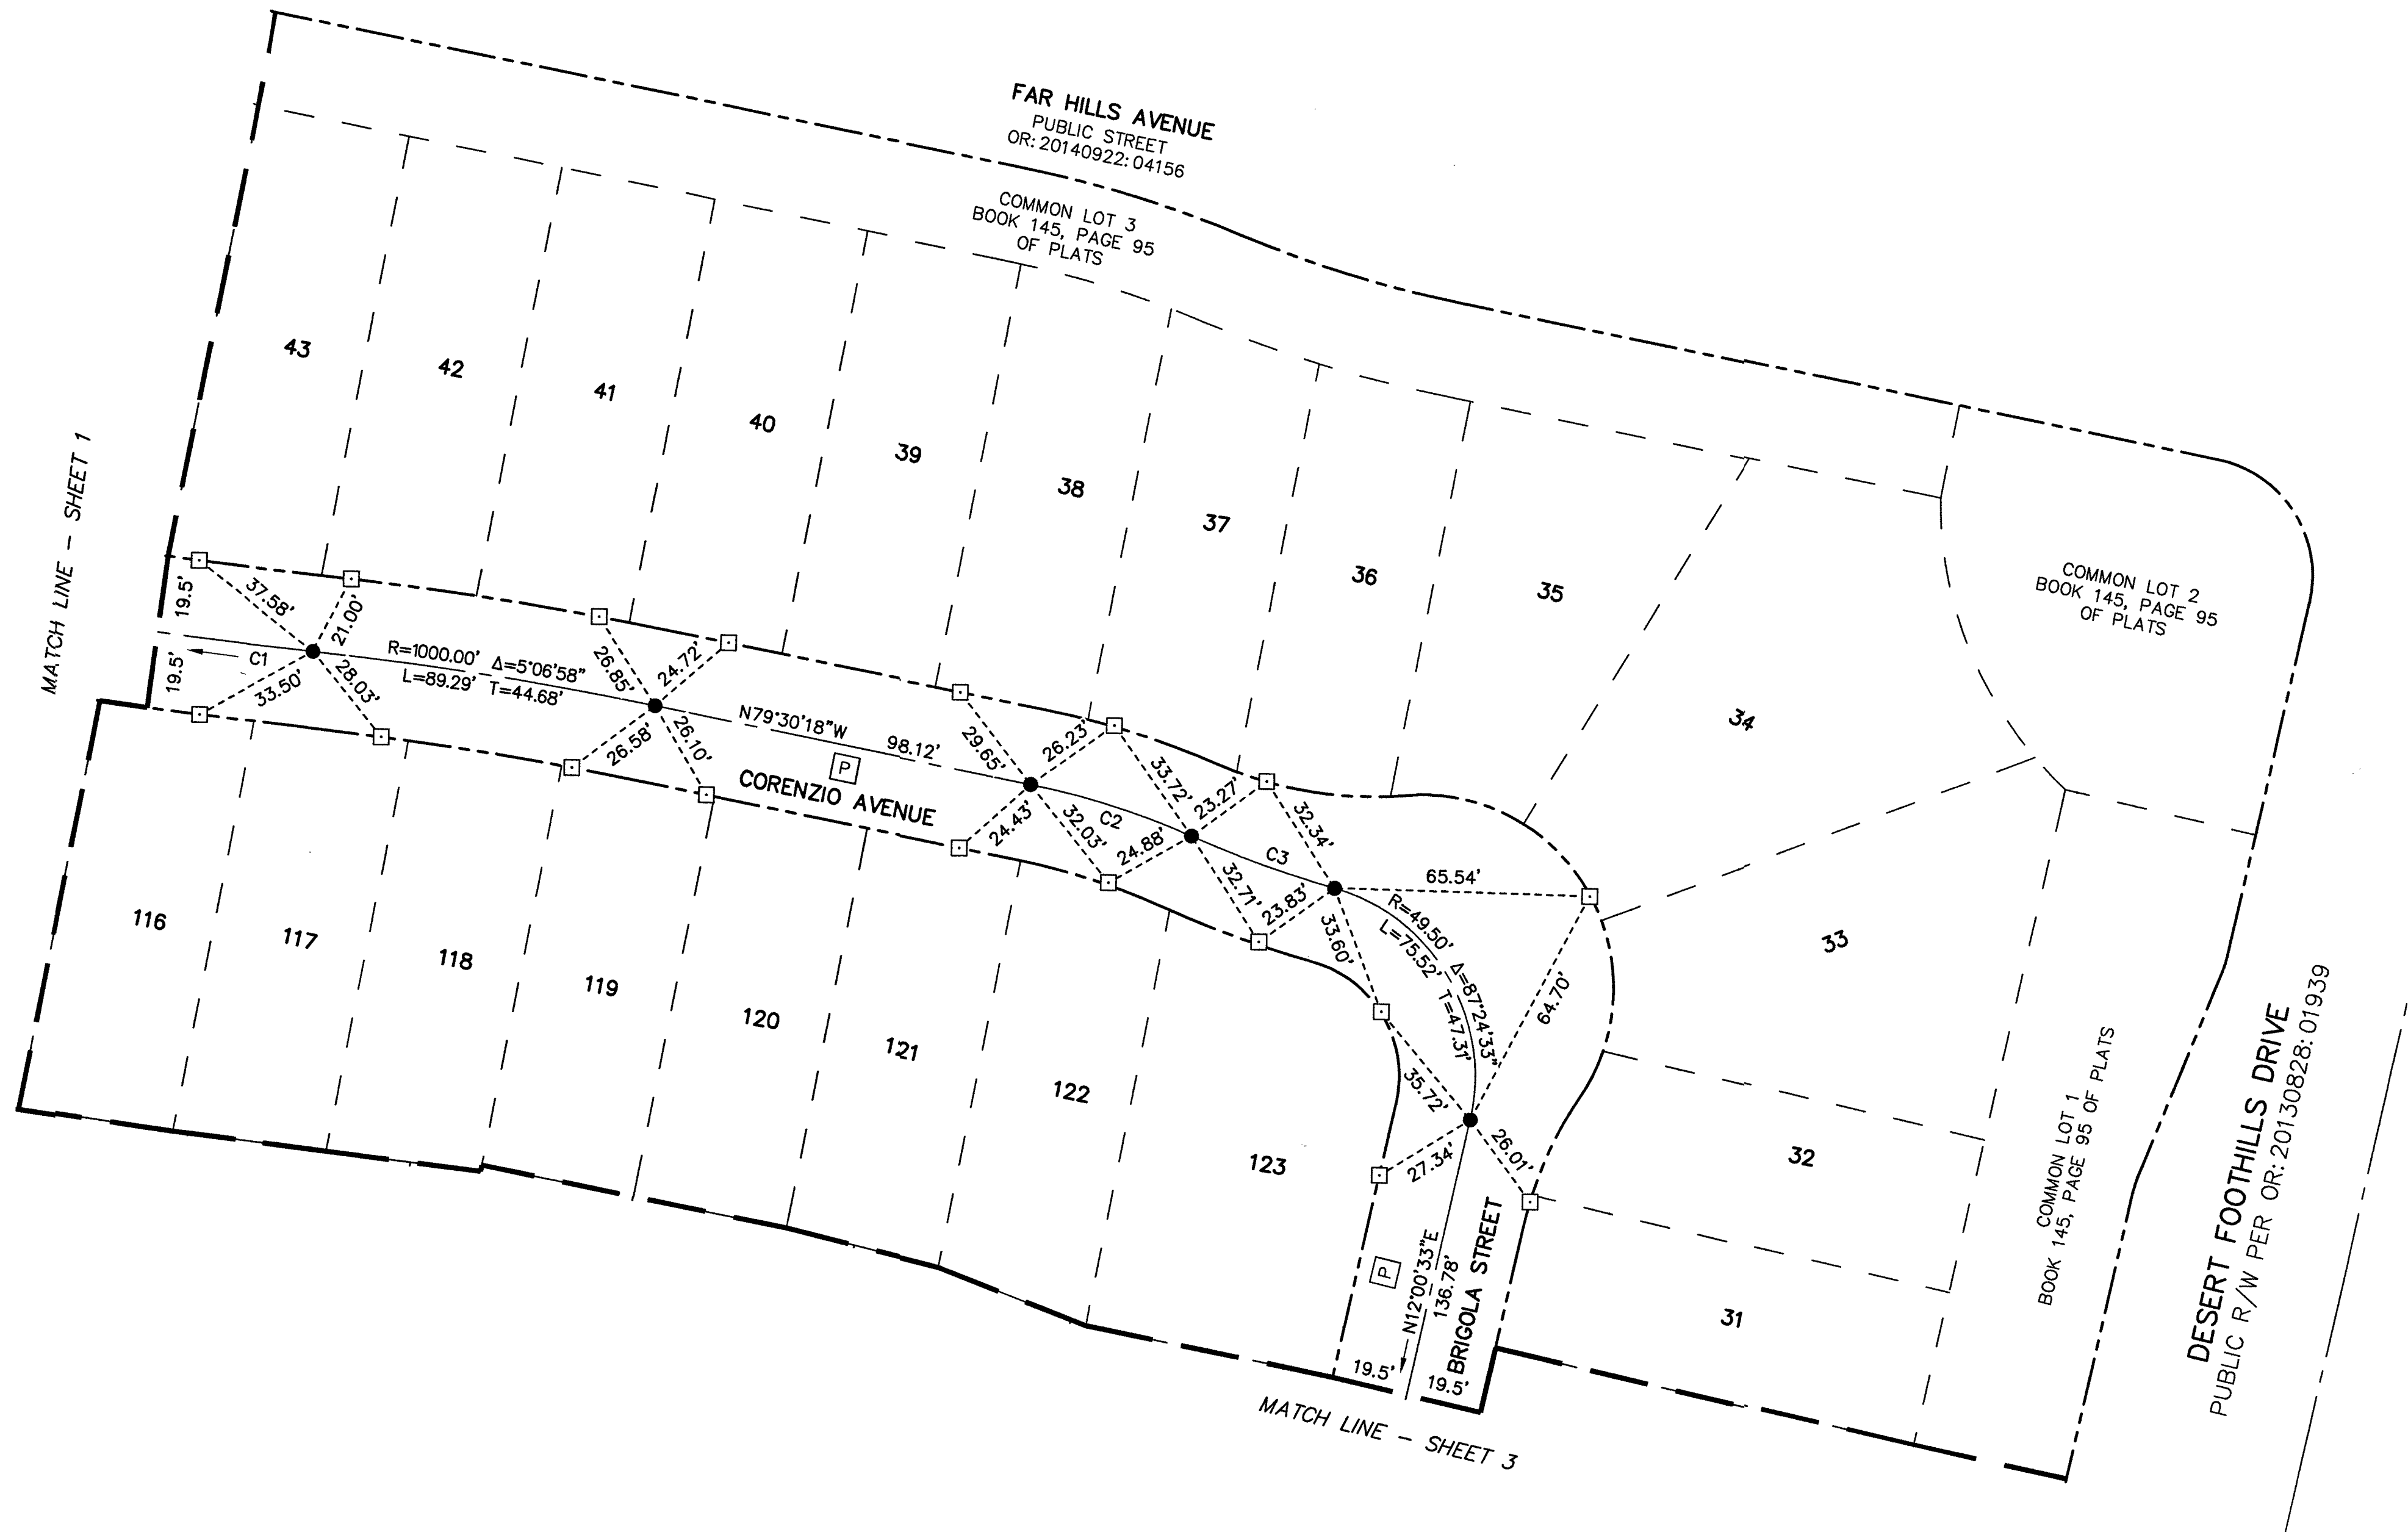 FAR HILLS AVENUE
PUBLIC STREET
OR: 20140922: 04156
COMMON LOT 3
BOOK 145, PAGE 95
OF PLATS
43
42
41
40
39
38
37
36
35
34
33
32
31
COMMON LOT 2
BOOK 145, PAGE 95
OF PLATS
MATCH LINE - SHEET 1
19.5'
19.5'
37.58'
21.00'
C1
33.50'
28.03'
R=1000.00' Δ=5°06'58"
L=89.29' T=44.68'
26.85'
24.72'
26.58'
26.10'
N79°30'18"W 98.12'
P
CORENZIO AVENUE
29.65'
26.23'
24.43'
32.03'
C2
24.88'
33.72'
23.27'
C3
32.71'
23.83'
32.34'
33.60'
65.54'
R=49.50' Δ=87°24'33"
L=75.52' T=47.31'
64.70'
35.72'
27.34'
26.01'
116
117
118
119
120
121
122
123
P
N12°00'33"E
136.78'
BRIGOLA STREET
19.5'
19.5'
MATCH LINE - SHEET 3
COMMON LOT 1
BOOK 145, PAGE 95 OF PLATS
DESERT FOOTHILLS DRIVE
PUBLIC R/W PER OR: 20130828: 01939